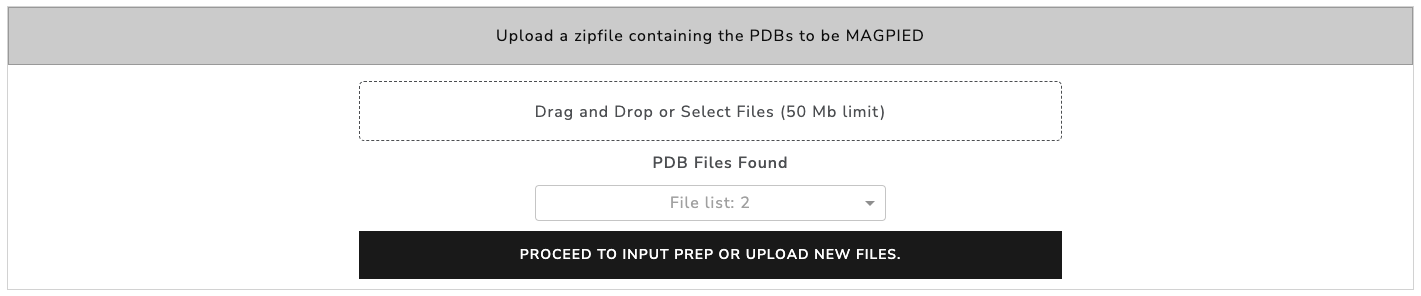 Upload a zipfile containing the PDBs to be MAGPIED
Drag and Drop or Select Files (50 Mb limit)
PDB Files Found
File list: 2
PROCEED TO INPUT PREP OR UPLOAD NEW FILES.